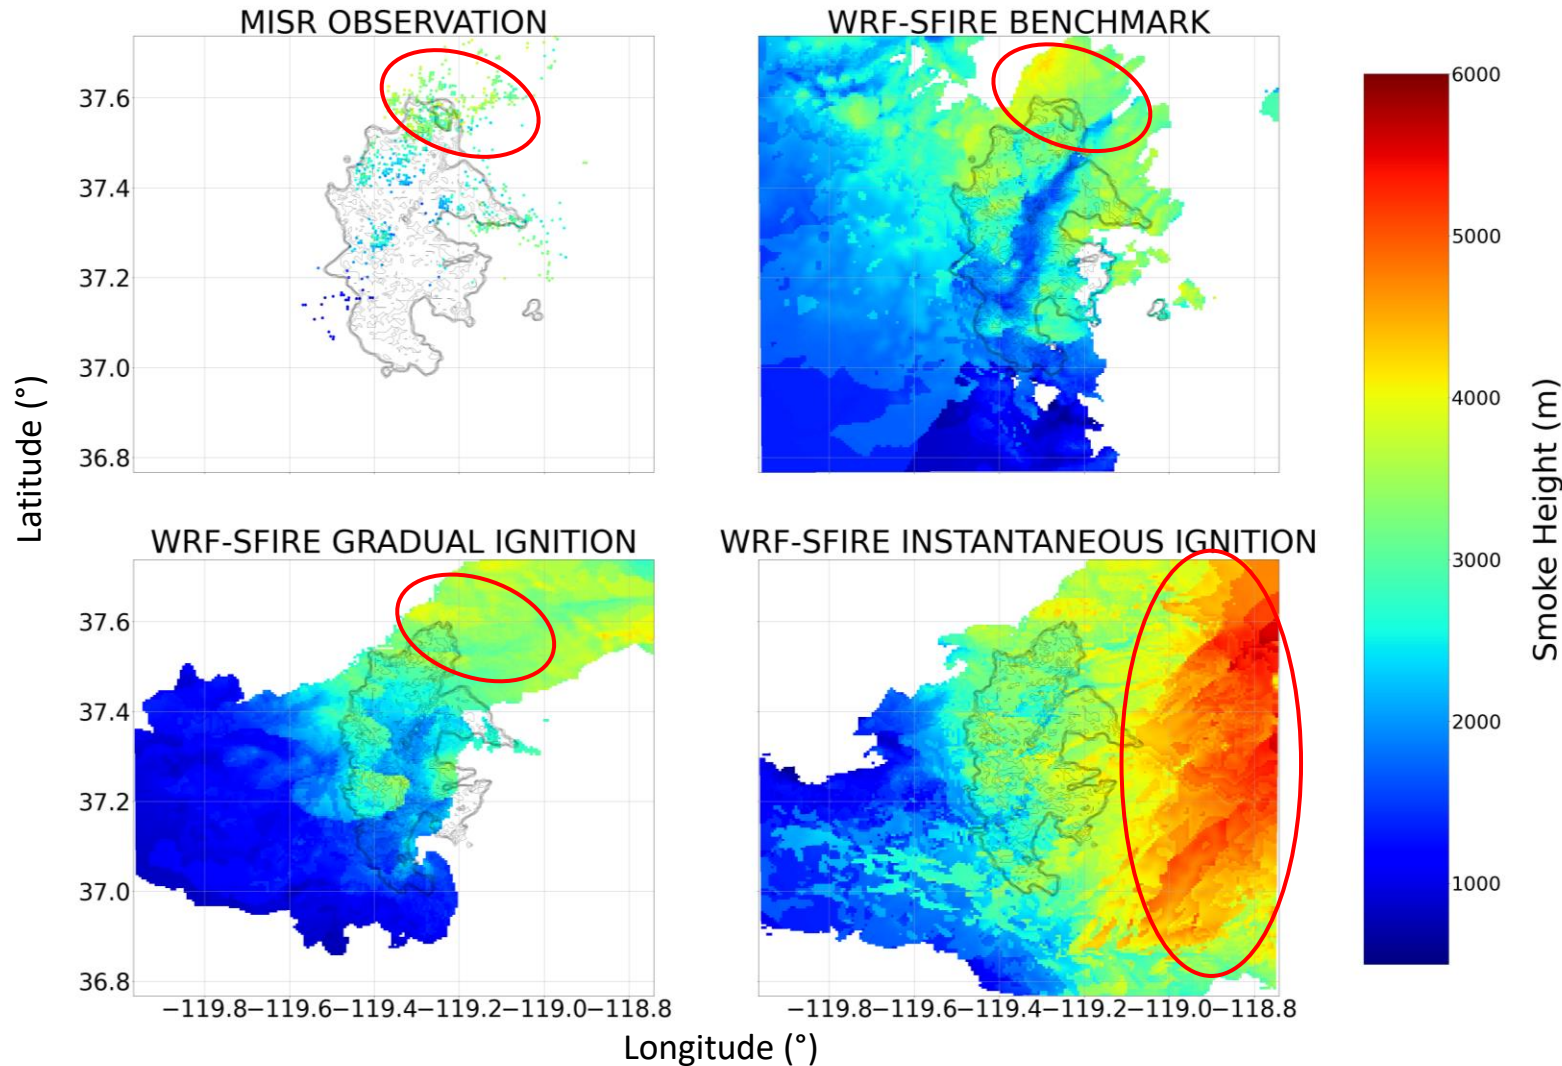 MISR OBSERVATION
WRF-SFIRE BENCHMARK
37.6
37.4
37.2
37.0
36.8
WRF-SFIRE GRADUAL IGNITION
WRF-SFIRE INSTANTANEOUS IGNITION
37.6
37.4
37.2
37.0
36.8
−119.8−119.6−119.4−119.2−119.0−118.8
−119.8−119.6−119.4−119.2−119.0−118.8
Longitude (°)
Latitude (°)
6000
5000
4000
3000
2000
1000
Smoke Height (m)